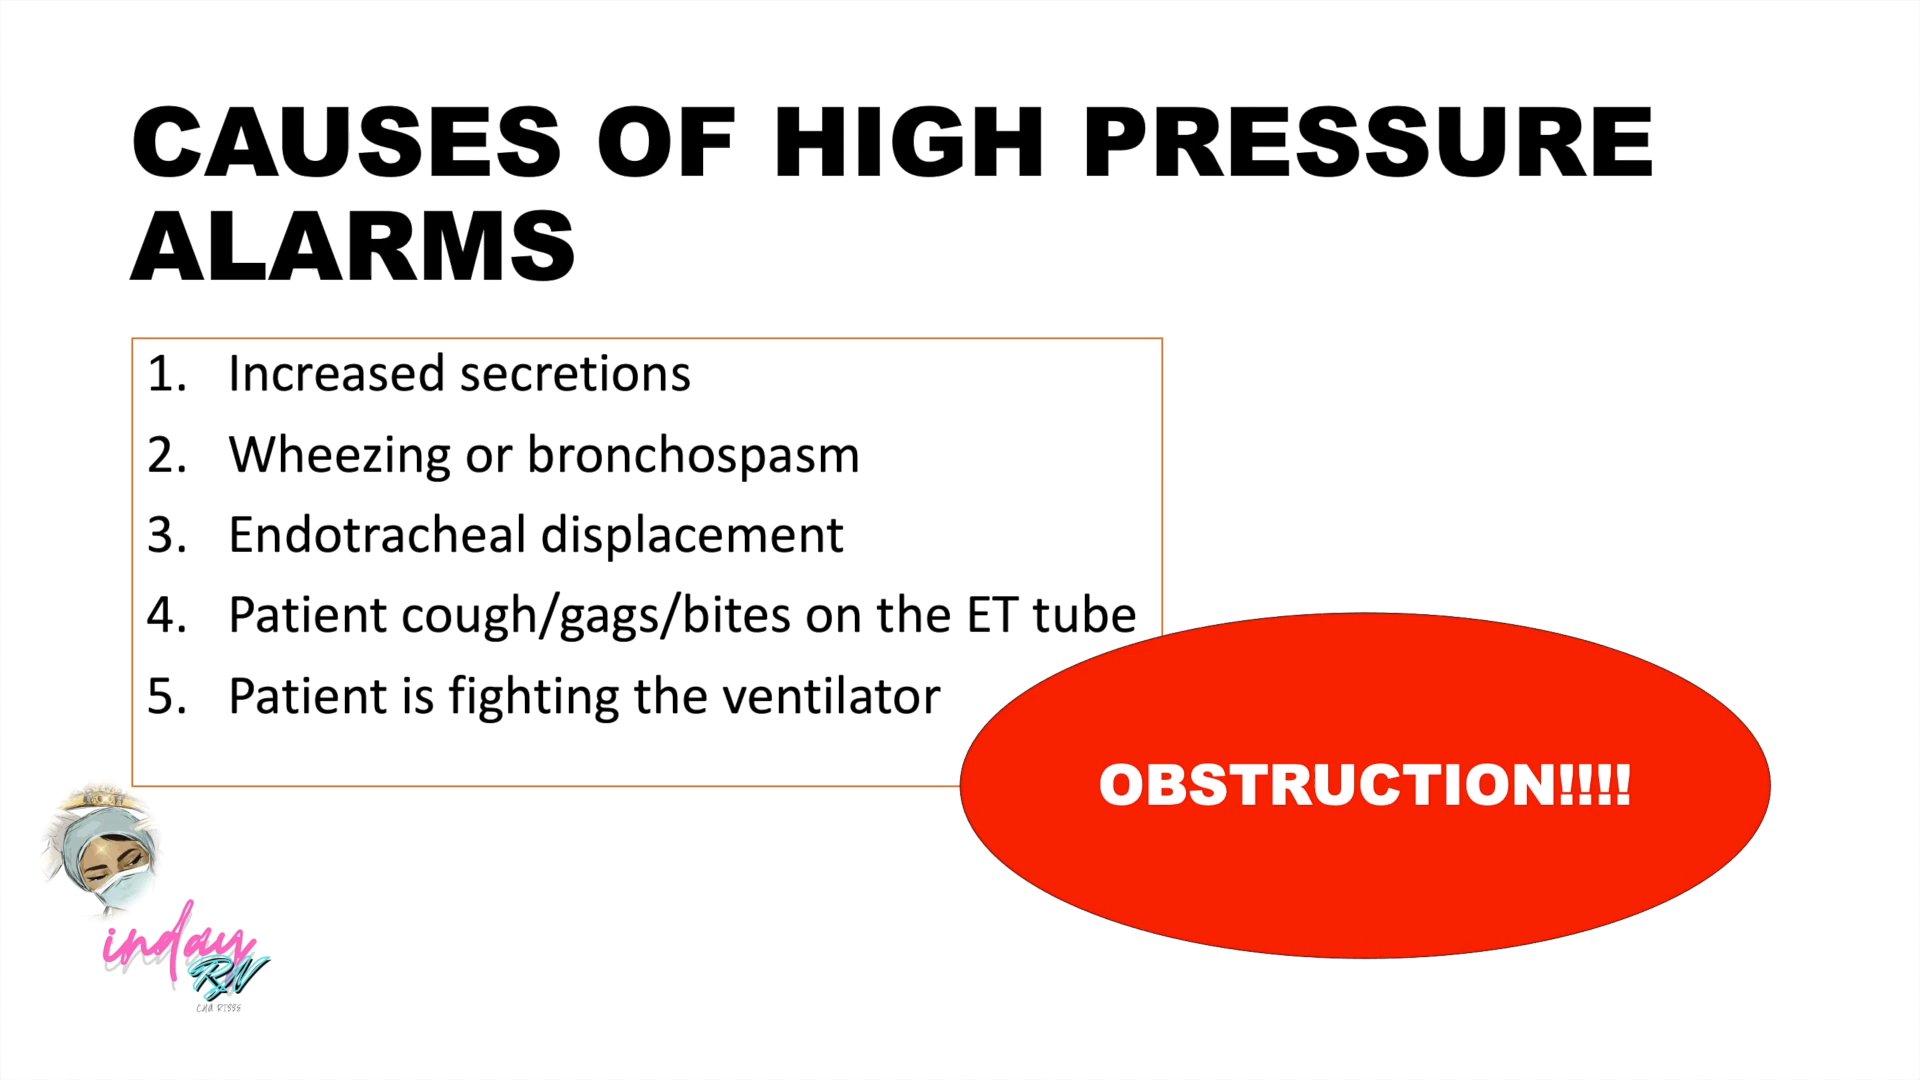 CAUSES OF HIGH PRESSURE
ALARMS
1. Increased secretions
2. Wheezing or bronchospasm
3. Endotracheal displacement
4. Patient cough/gags/bites on the ET tube
5. Patient is fighting the ventilator
OBSTRUCTION!!!!
inday
RN